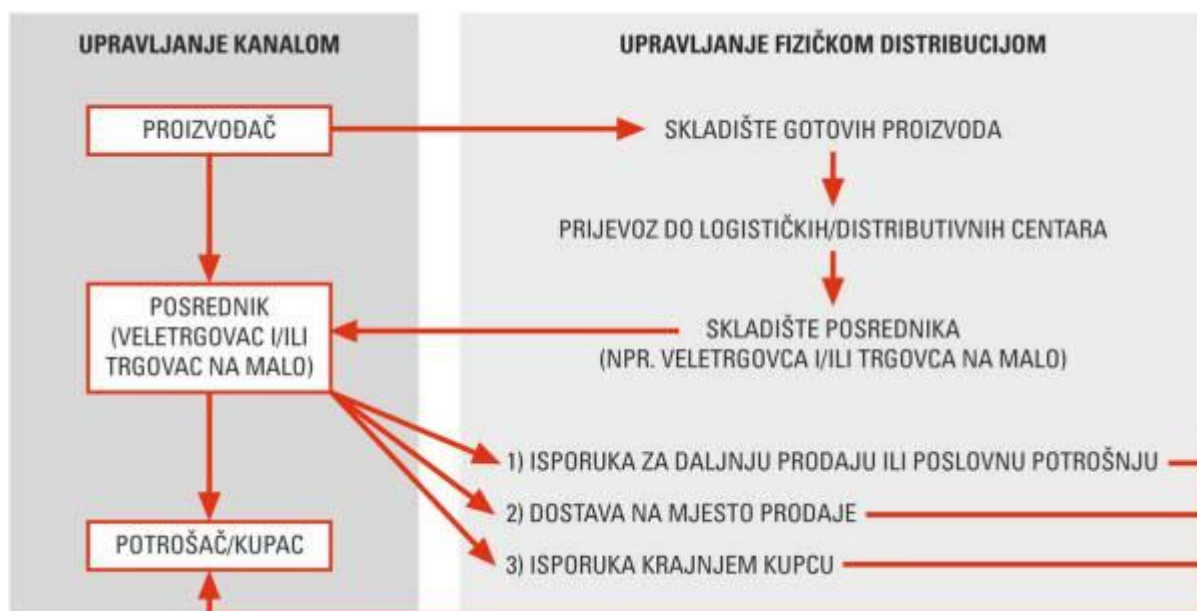 UPRAVLJANJE KANALOM
UPRAVLJANJE FIZIČKOM DISTRIBUCIJOM
PROIZVOĐAČ
SKLADIŠTE GOTOVIH PROIZVODA
PRIJEVOZ DO LOGISTIČKIH/DISTRIBUTIVNIH CENTARA
POSREDNIK
(VELETRGOVAC I/ILI
TRGOVAC NA MALO)
SKLADIŠTE POSREDNIKA
(NPR. VELETRGOVCA I/ILI TRGOVCA NA MALO)
1) ISPORUKA ZA DALJNJU PRODAJU ILI POSLOVNU POTROŠNJU
2) DOSTAVA NA MJESTO PRODAJE
3) ISPORUKA KRAJNJEM KUPCU
POTROŠAČ/KUPAC